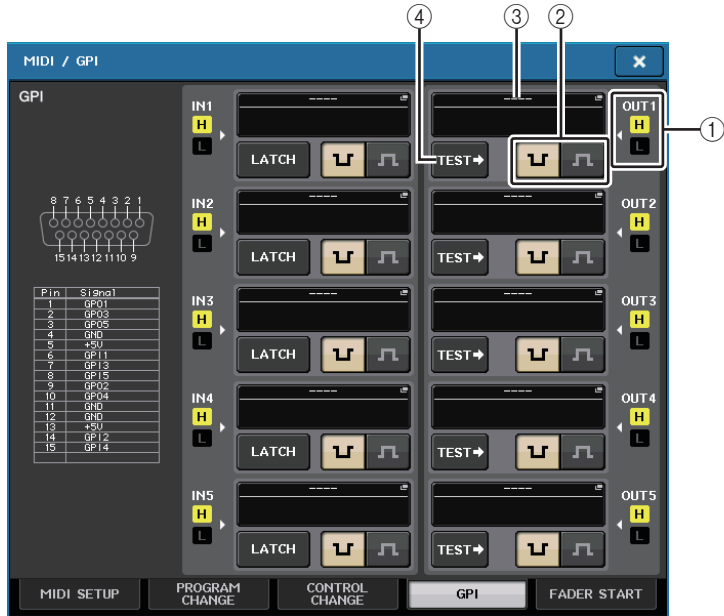 ④ ③ ②
MIDI / GPI ×
GPI
IN1 ---- ---- OUT1
H H ①
L LATCH TEST➔ L
8 7 6 5 4 3 2 1
15 14 13 12 11 10 9
IN2 ---- ---- OUT2
H H
L LATCH TEST➔ L
Pin Signal
1 GPO1
2 GPO3
3 GPO5
4 GND
5 +5V
6 GPI1
7 GPI3
8 GPI5
9 GPO2
10 GPO4
11 GND
12 GND
13 +5V
14 GPI2
15 GPI4
IN3 ---- ---- OUT3
H H
L LATCH TEST➔ L
IN4 ---- ---- OUT4
H H
L LATCH TEST➔ L
IN5 ---- ---- OUT5
H H
L LATCH TEST➔ L
MIDI SETUP PROGRAM CHANGE CONTROL CHANGE GPI FADER START